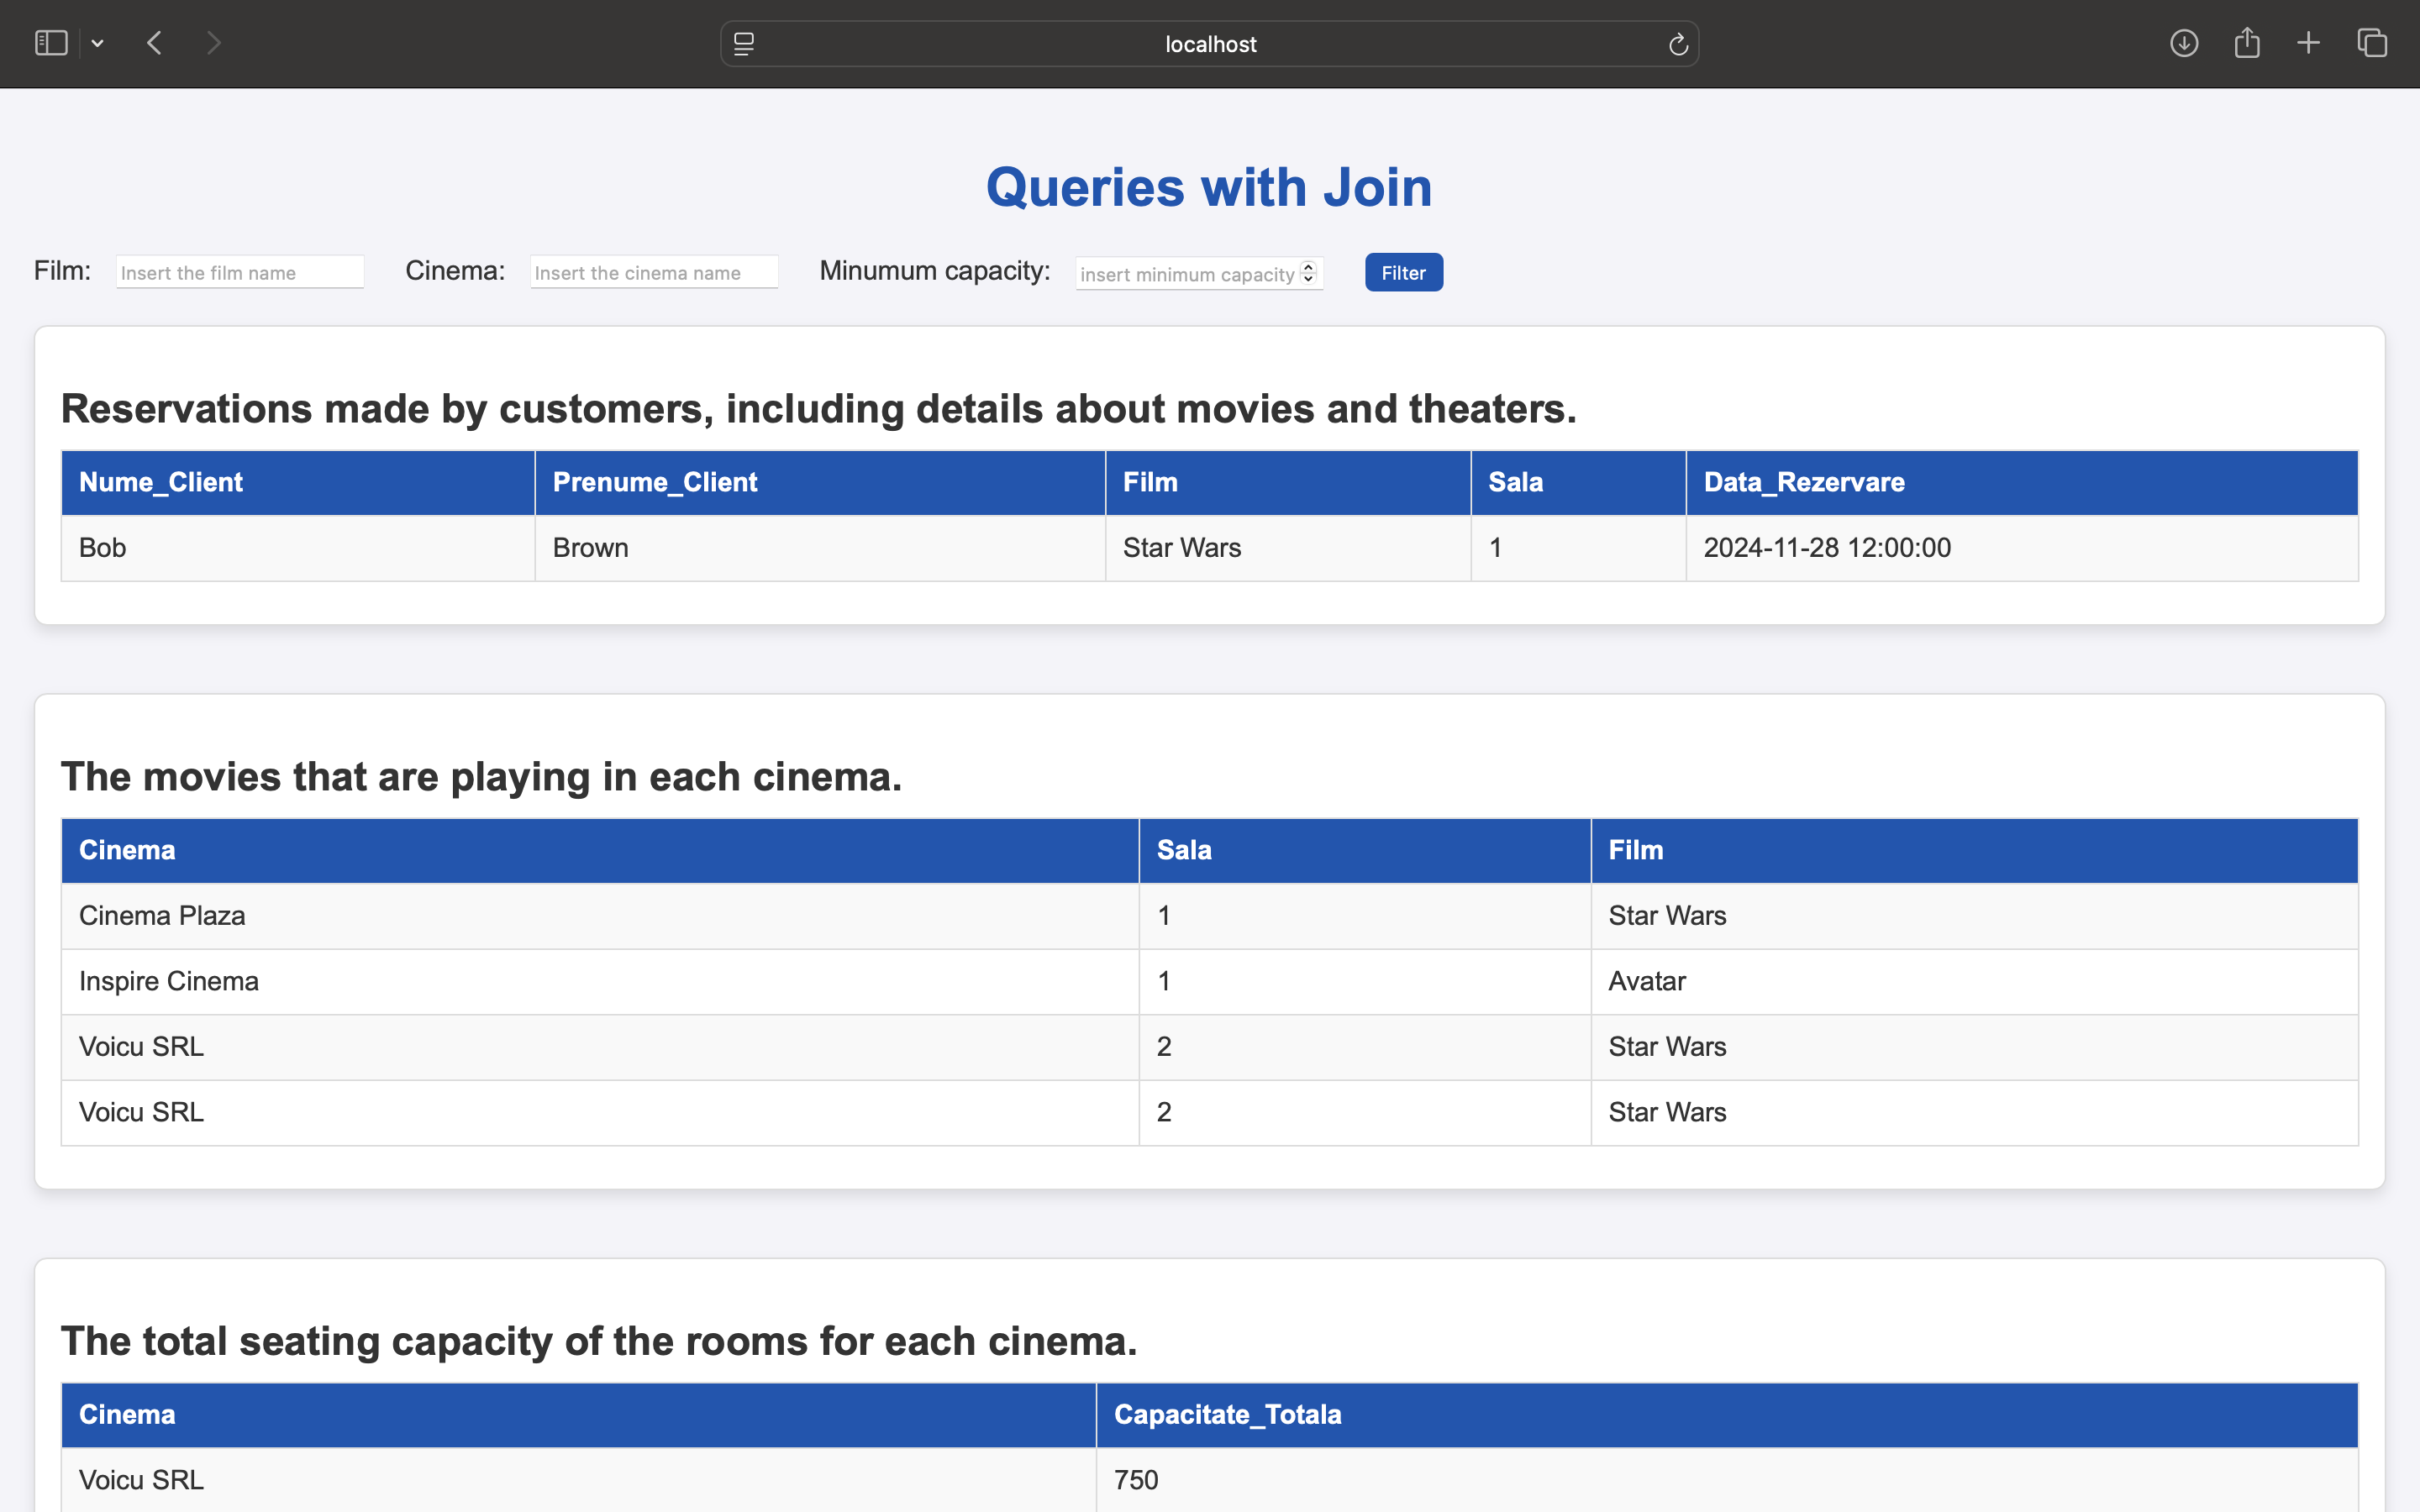 localhost
Queries with Join
Film: Insert the film name Cinema: Insert the cinema name Minumum capacity: insert minimum capacity Filter
Reservations made by customers, including details about movies and theaters.
Nume_Client Prenume_Client Film Sala Data_Rezervare
Bob Brown Star Wars 1 2024-11-28 12:00:00
The movies that are playing in each cinema.
Cinema Sala Film
Cinema Plaza 1 Star Wars
Inspire Cinema 1 Avatar
Voicu SRL 2 Star Wars
Voicu SRL 2 Star Wars
The total seating capacity of the rooms for each cinema.
Cinema Capacitate_Totala
Voicu SRL 750